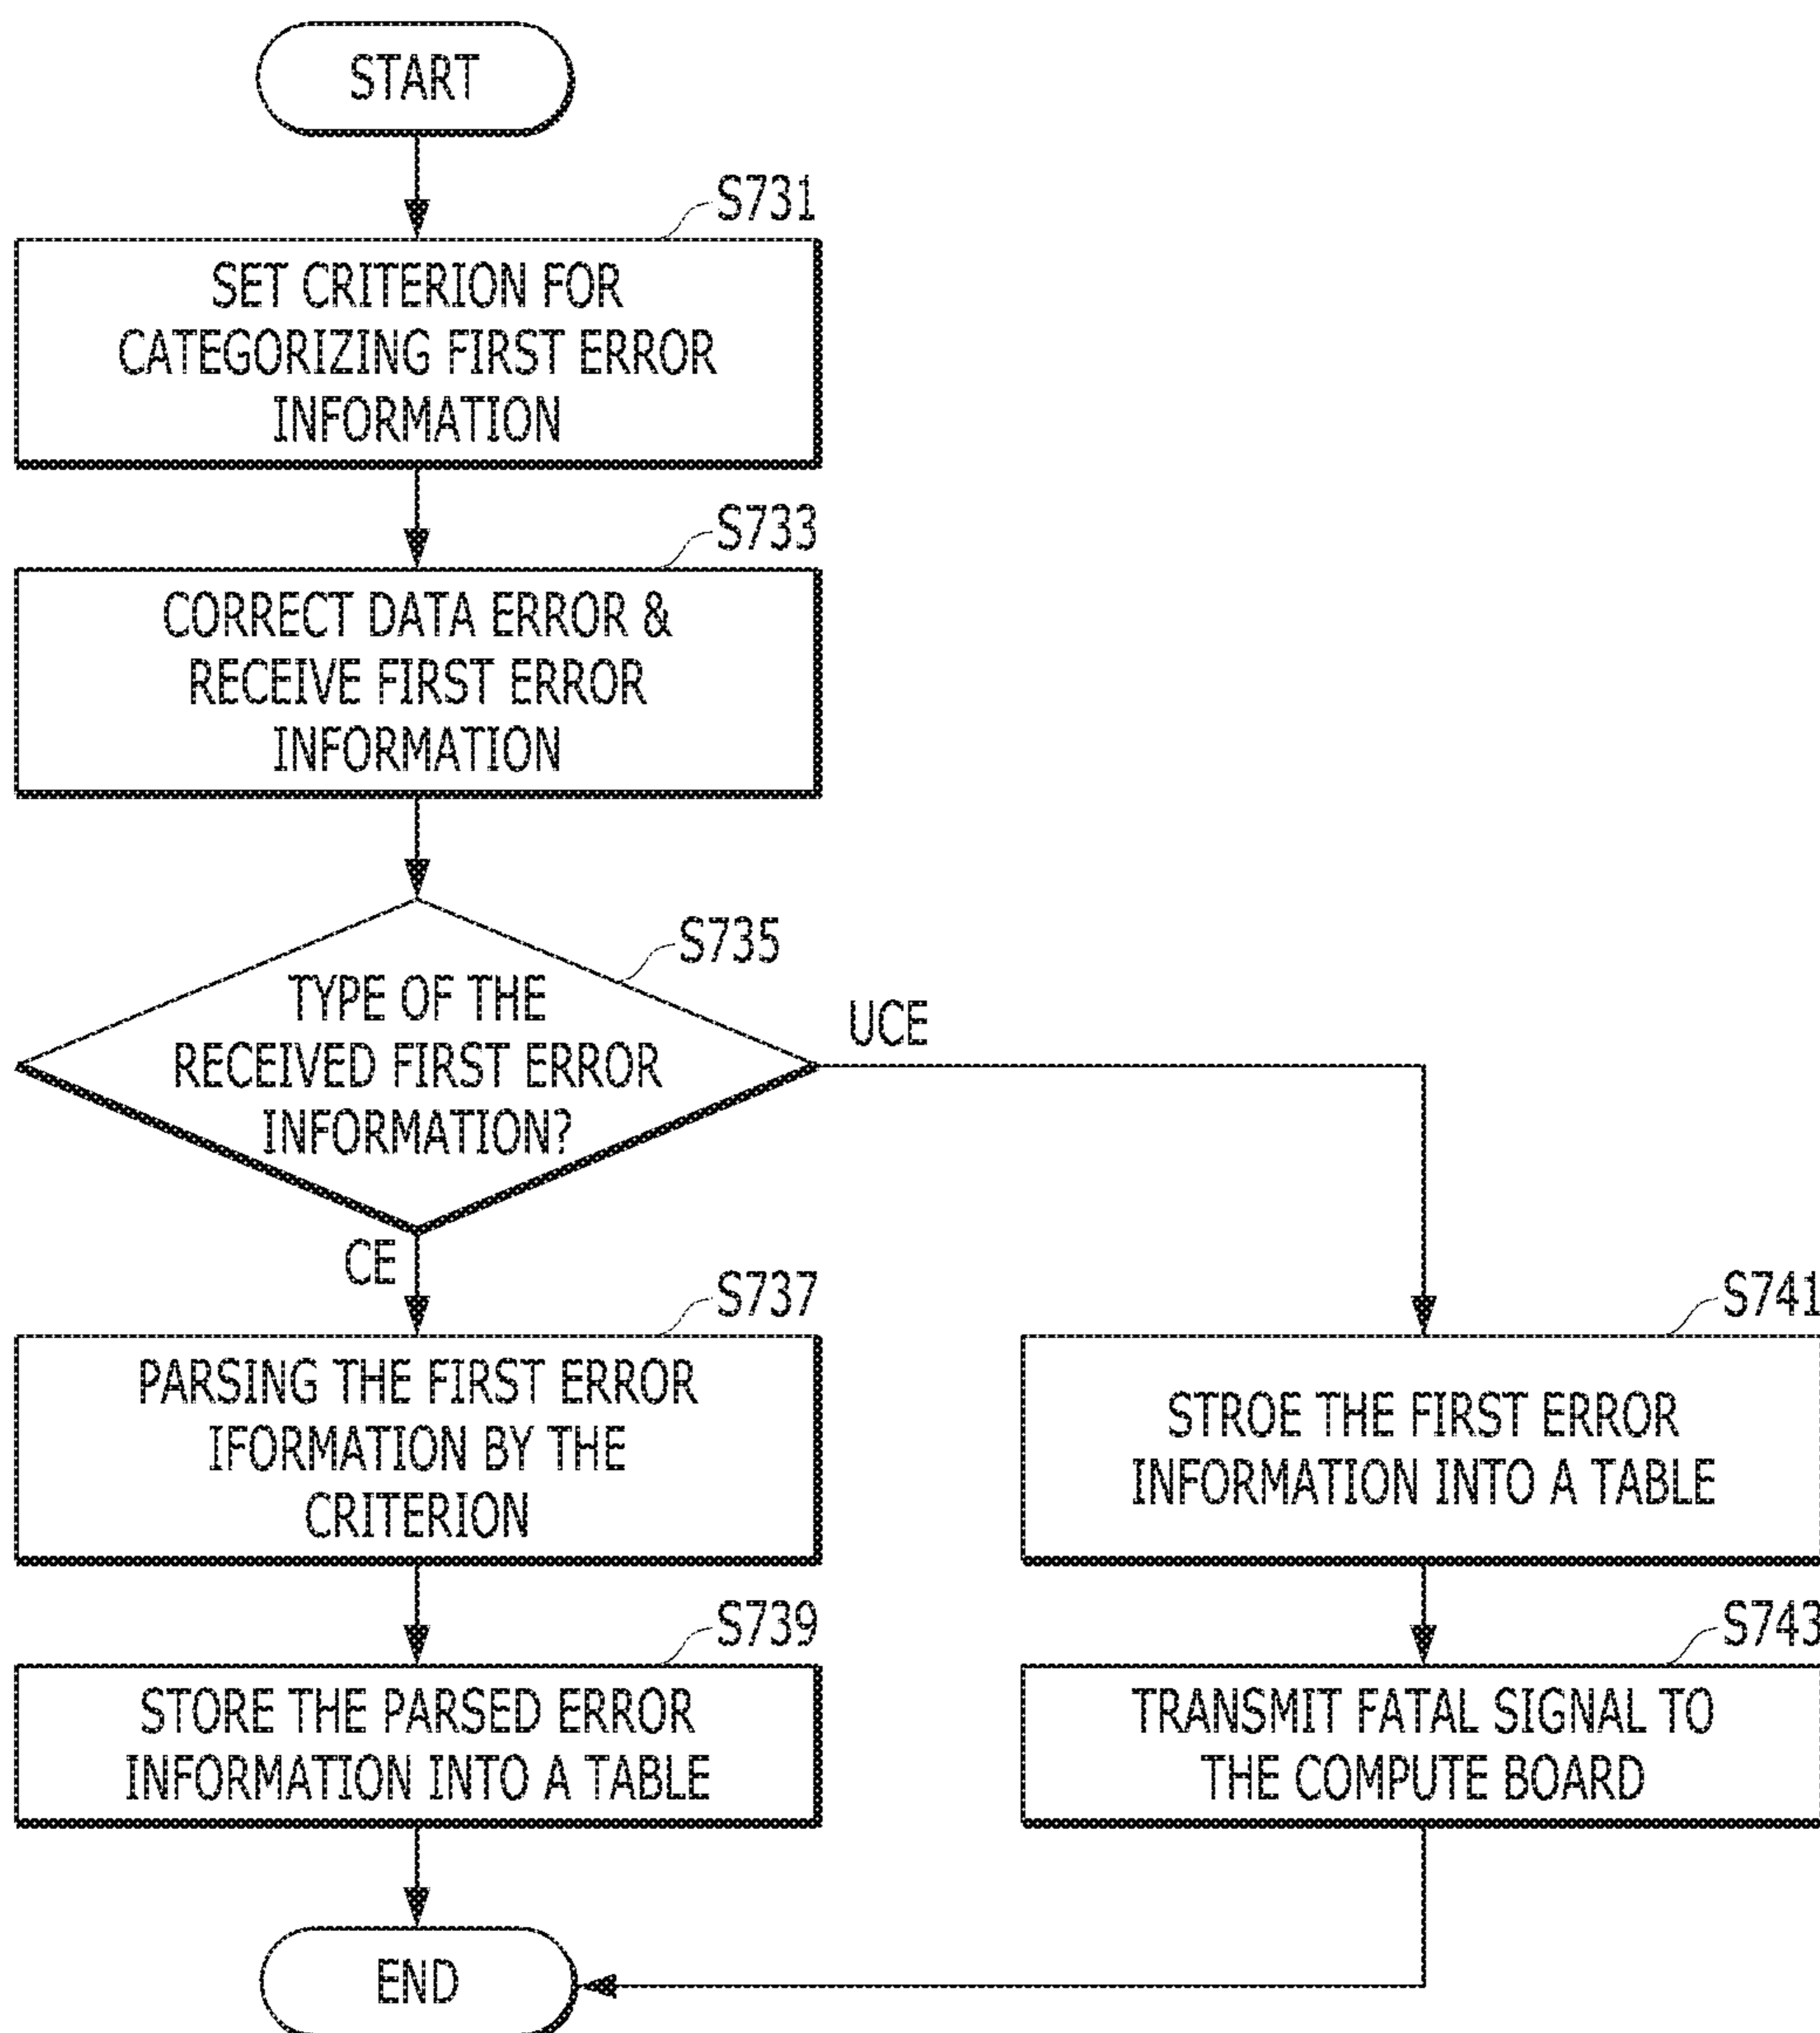 START
S731
SET CRITERION FOR
CATEGORIZING FIRST ERROR
INFORMATION
S733
CORRECT DATA ERROR &
RECEIVE FIRST ERROR
INFORMATION
S735
TYPE OF THE
RECEIVED FIRST ERROR
INFORMATION?
UCE
CE
S737
PARSING THE FIRST ERROR
IFORMATION BY THE
CRITERION
S741
STROE THE FIRST ERROR
INFORMATION INTO A TABLE
S739
STORE THE PARSED ERROR
INFORMATION INTO A TABLE
S743
TRANSMIT FATAL SIGNAL TO
THE COMPUTE BOARD
END